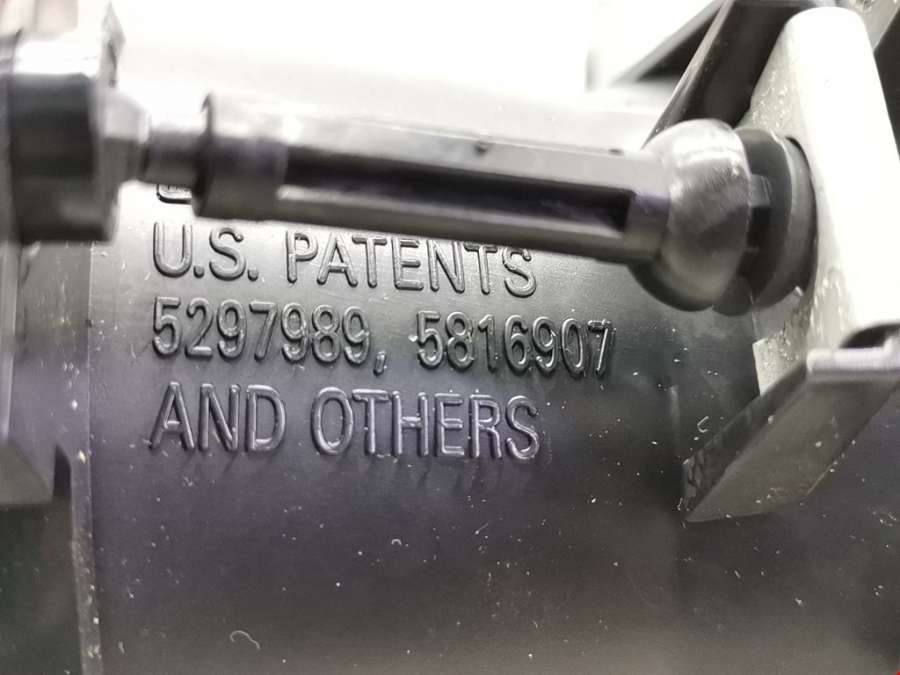 U.S. PATENTS
5297989, 5816907
AND OTHERS